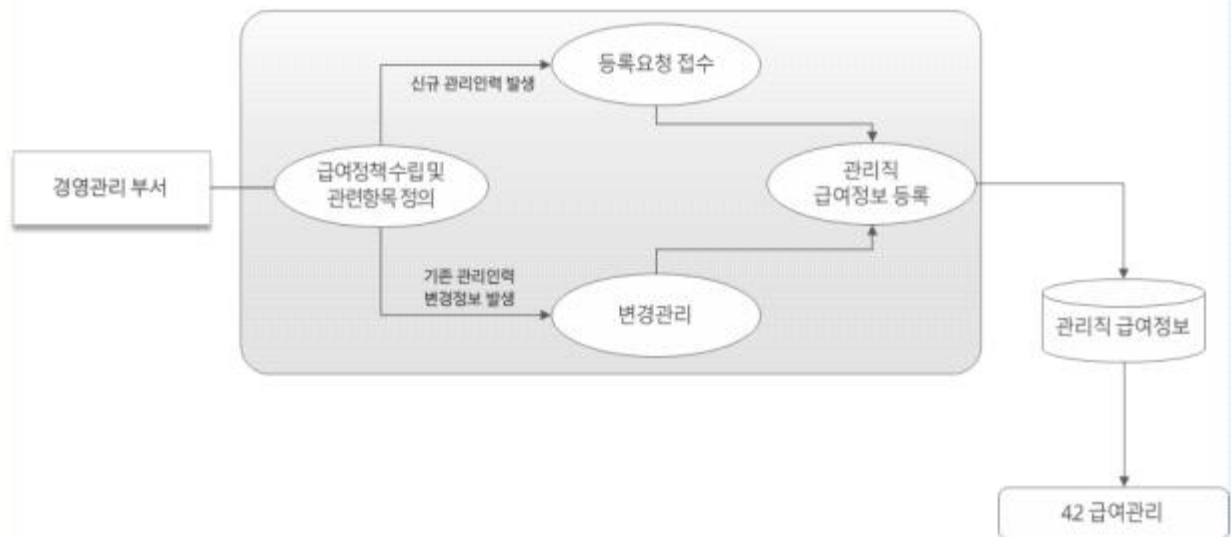 등록요청 접수
신규 관리인력 발생
경영관리 부서
급여정책 수립 및
관련항목 정의
관리직
급여정보 등록
기존 관리인력
변경정보 발생
변경관리
관리직 급여정보
42 급여관리